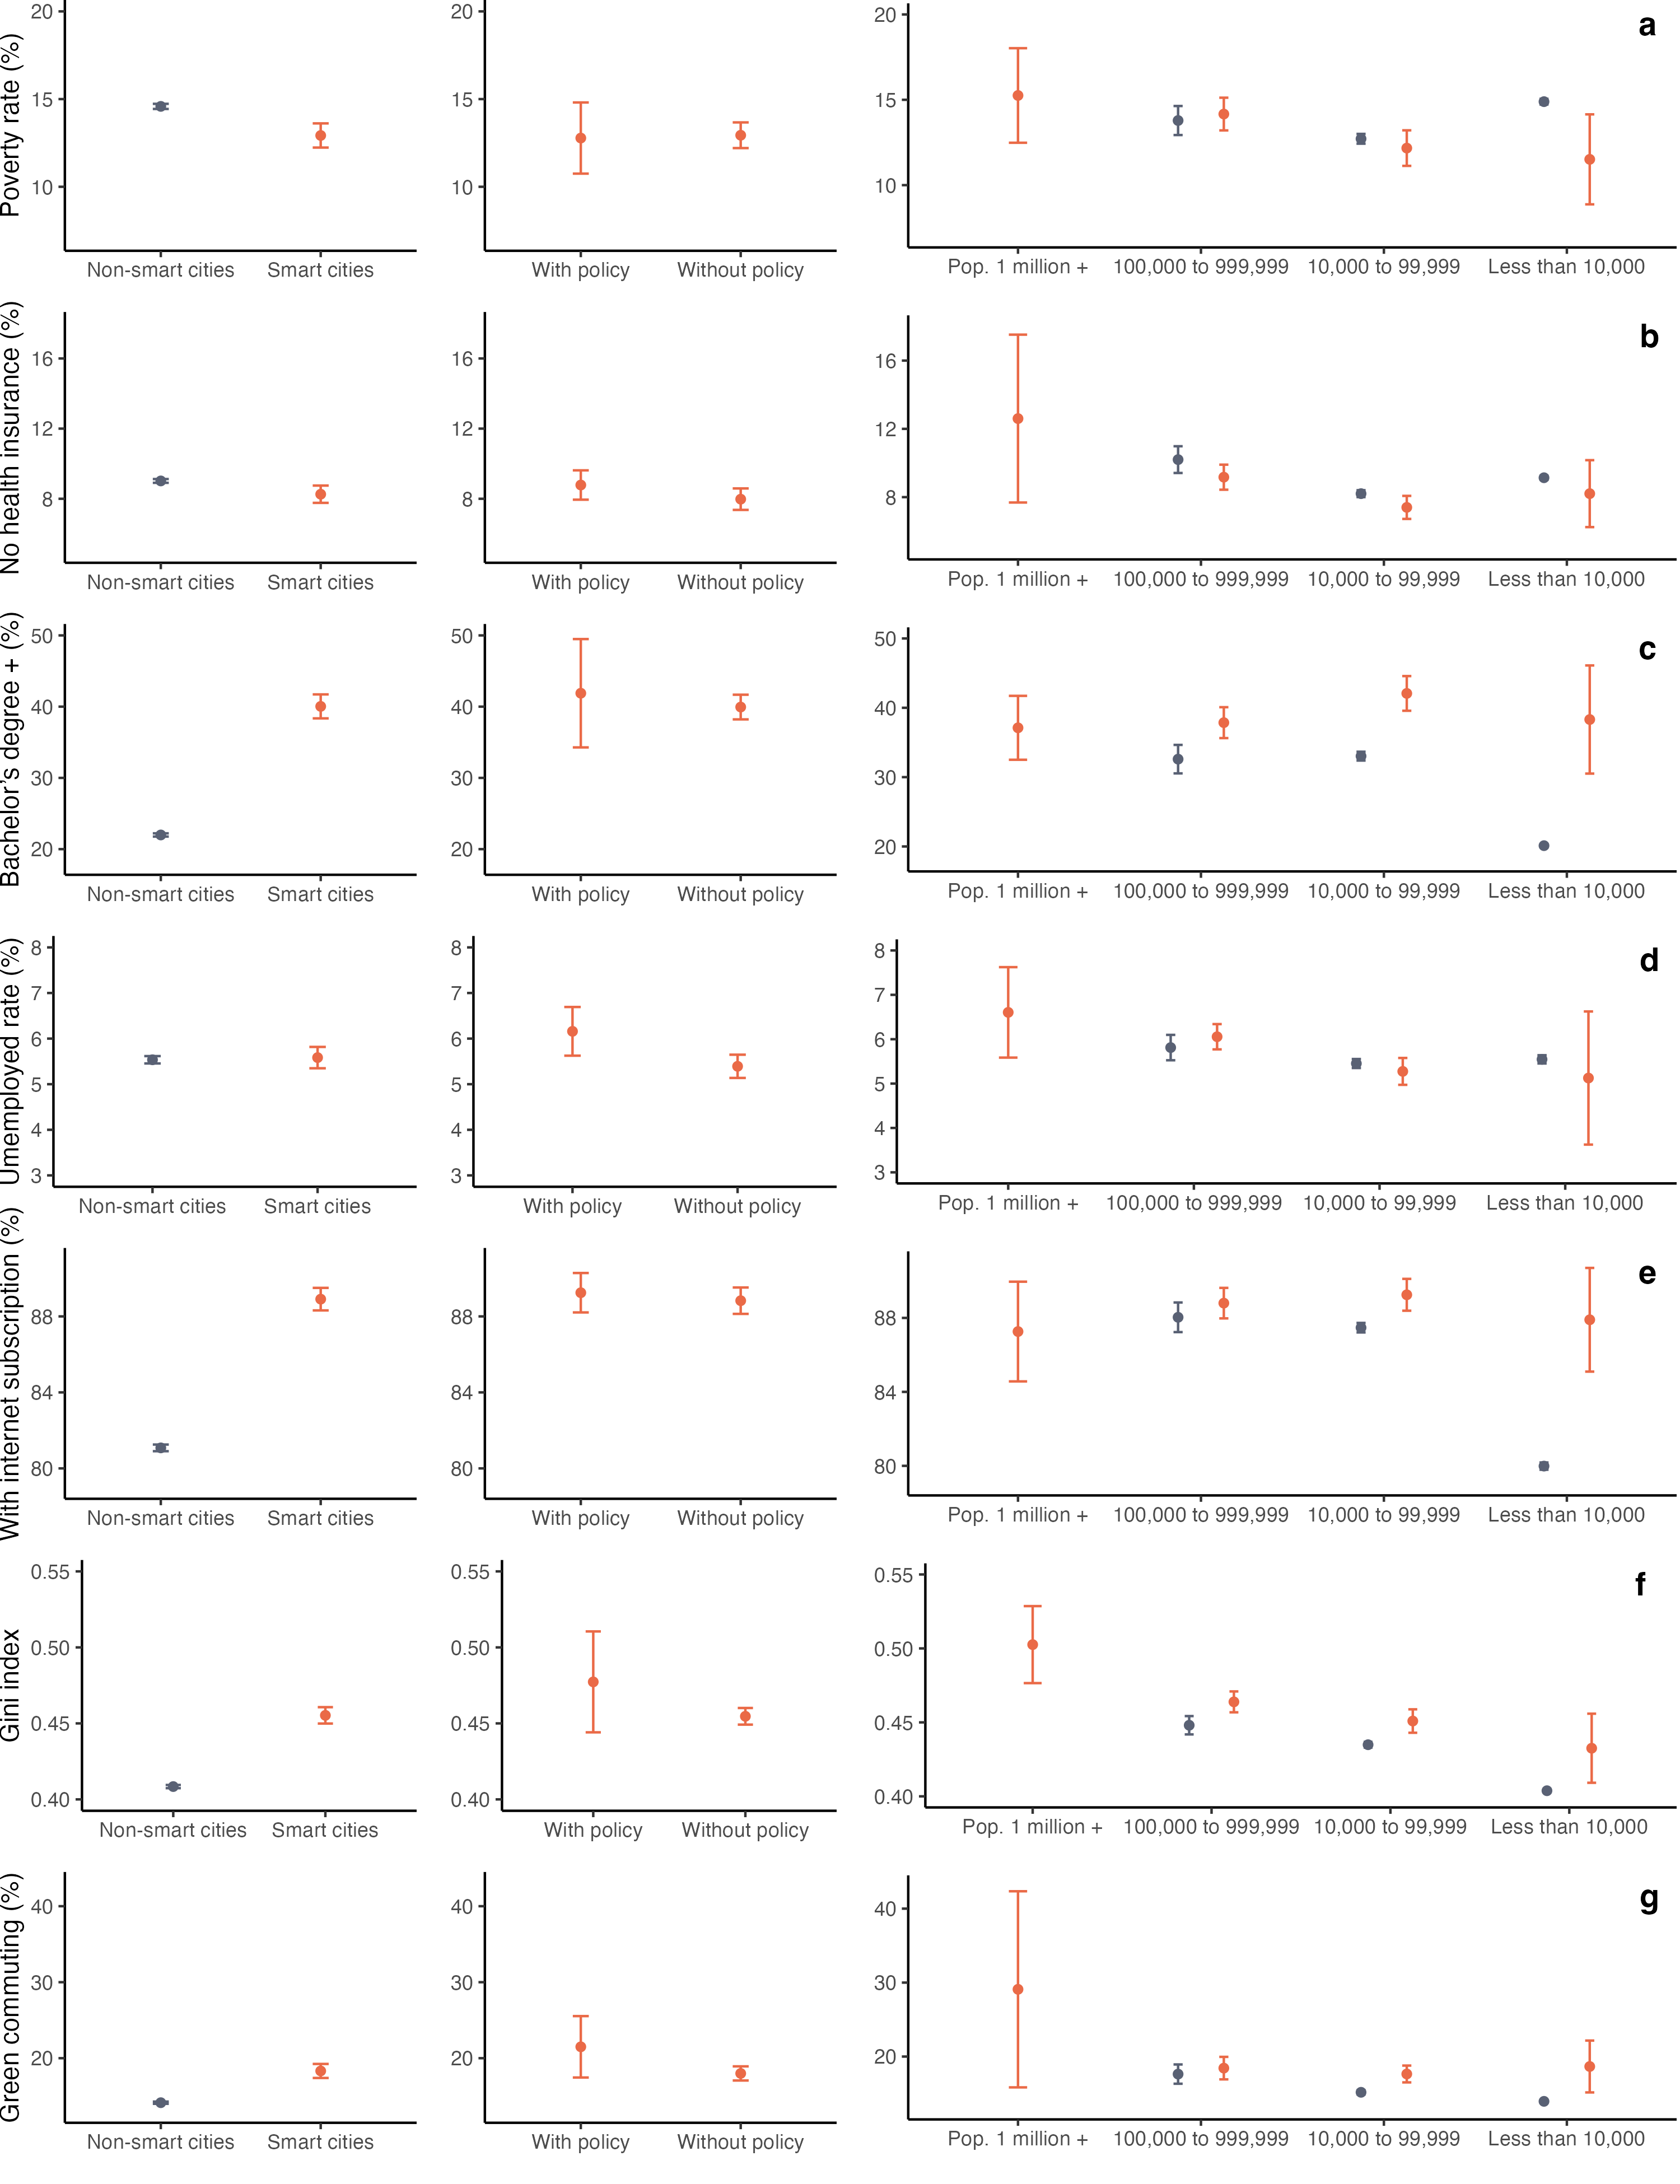 Poverty rate (%)
20
15
10
Non-smart cities Smart cities
20
15
10
With policy Without policy
20
15
10
Pop. 1 million + 100,000 to 999,999 10,000 to 99,999 Less than 10,000
a
No health insurance (%)
16
12
8
Non-smart cities Smart cities
16
12
8
With policy Without policy
16
12
8
Pop. 1 million + 100,000 to 999,999 10,000 to 99,999 Less than 10,000
b
Bachelor's degree + (%)
50
40
30
20
Non-smart cities Smart cities
50
40
30
20
With policy Without policy
50
40
30
20
Pop. 1 million + 100,000 to 999,999 10,000 to 99,999 Less than 10,000
c
Umemployed rate (%)
8
7
6
5
4
3
Non-smart cities Smart cities
8
7
6
5
4
3
With policy Without policy
8
7
6
5
4
3
Pop. 1 million + 100,000 to 999,999 10,000 to 99,999 Less than 10,000
d
With internet subscription (%)
88
84
80
Non-smart cities Smart cities
88
84
80
With policy Without policy
88
84
80
Pop. 1 million + 100,000 to 999,999 10,000 to 99,999 Less than 10,000
e
Gini index
0.55
0.50
0.45
0.40
Non-smart cities Smart cities
0.55
0.50
0.45
0.40
With policy Without policy
0.55
0.50
0.45
0.40
Pop. 1 million + 100,000 to 999,999 10,000 to 99,999 Less than 10,000
f
Green commuting (%)
40
30
20
Non-smart cities Smart cities
40
30
20
With policy Without policy
40
30
20
Pop. 1 million + 100,000 to 999,999 10,000 to 99,999 Less than 10,000
g